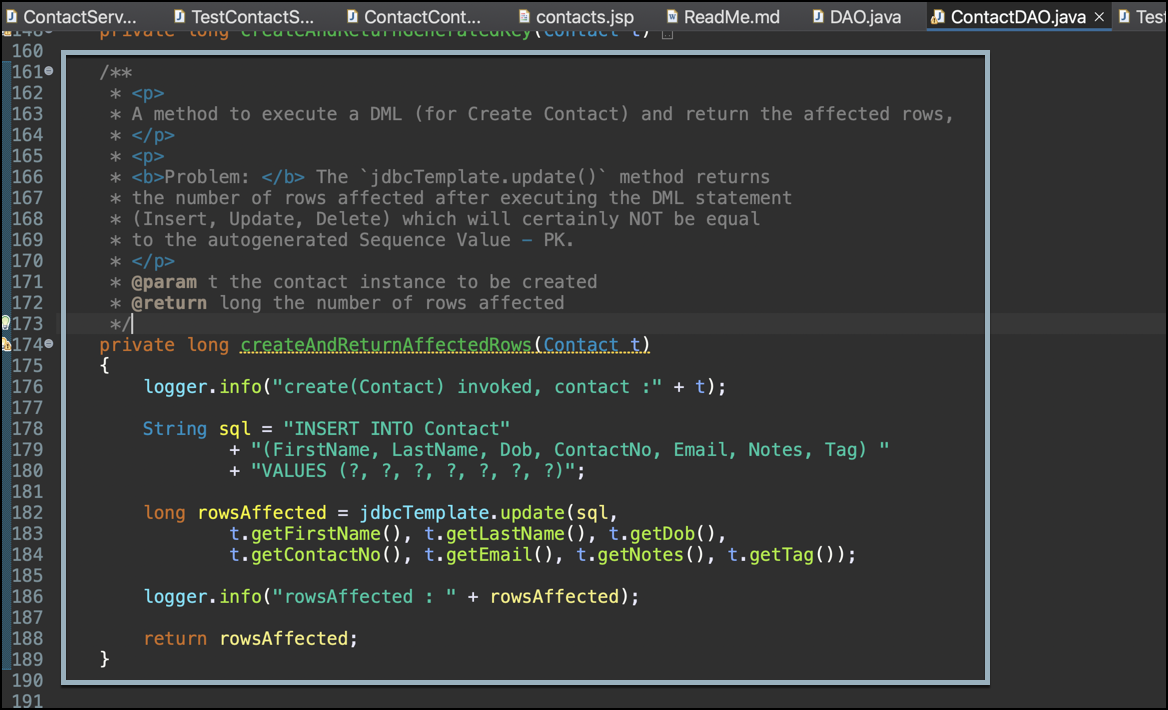 ContactServ... TestContactS... ContactCont... contacts.jsp ReadMe.md DAO.java ContactDAO.java × Test
148 private long createAndReturnGeneratedKey(Contact t)
160
161 /**
162 * <p>
163 * A method to execute a DML (for Create Contact) and return the affected rows,
164 * </p>
165 * <p>
166 * <b>Problem: </b> The `jdbcTemplate.update()` method returns
167 * the number of rows affected after executing the DML statement
168 * (Insert, Update, Delete) which will certainly NOT be equal
169 * to the autogenerated Sequence Value - PK.
170 * </p>
171 * @param t the contact instance to be created
172 * @return long the number of rows affected
173 */
174 private long createAndReturnAffectedRows(Contact t)
175 {
176 logger.info("create(Contact) invoked, contact :" + t);
177
178 String sql = "INSERT INTO Contact"
179 + "(FirstName, LastName, Dob, ContactNo, Email, Notes, Tag) "
180 + "VALUES (?, ?, ?, ?, ?, ?, ?)";
181
182 long rowsAffected = jdbcTemplate.update(sql,
183 t.getFirstName(), t.getLastName(), t.getDob(),
184 t.getContactNo(), t.getEmail(), t.getNotes(), t.getTag());
185
186 logger.info("rowsAffected : " + rowsAffected);
187
188 return rowsAffected;
189 }
190
191